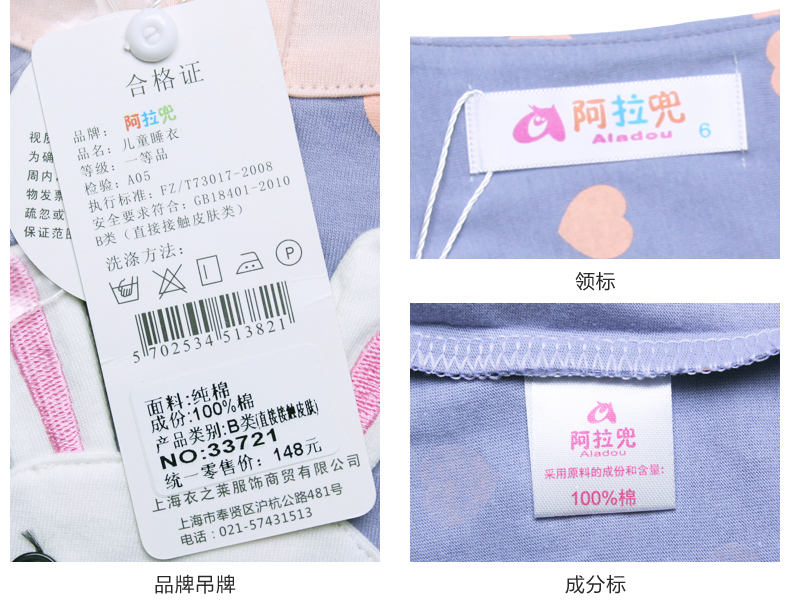 e
合格证
品牌: 阿拉兜
品名: 儿童睡衣
等级: 一等品
检验: A05
执行标准: FZ/T73017-2008
安全要求符合: GB18401-2010
B类(直接接触皮肤类)
洗涤方法:
P
5 702534 513821
面料:纯棉
成份:100%棉
产品类别:B类(直接接触皮肤)
NO:33721
统一零售价: 148元
上海衣之莱服饰商贸有限公司
上海市奉贤区沪杭公路481号
电话: 021-57431513
为确
周内
物发票
疏忽或
保证范围
品牌吊牌
阿拉兜
Aladou
6
领标
阿拉兜
Aladou
采用原料的成份和含量:
100%棉
成分标